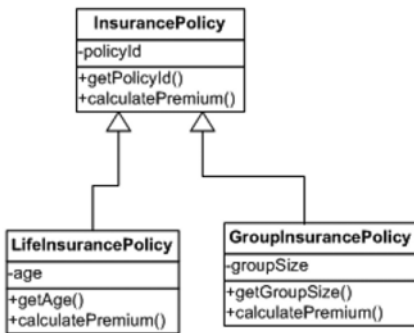 InsurancePolicy
-policyId
+getPolicyId()
+calculatePremium()
LifeInsurancePolicy
-age
+getAge()
+calculatePremium()
GroupInsurancePolicy
-groupSize
+getGroupSize()
+calculatePremium()